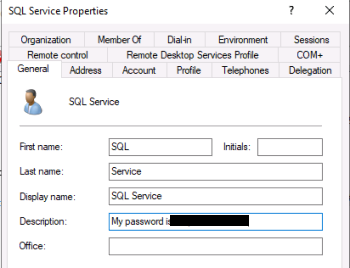 SQL Service Properties
? ×
Organization Member Of Dial-in Environment Sessions
Remote control Remote Desktop Services Profile COM+
General Address Account Profile Telephones Delegation
SQL Service
First name: SQL Initials:
Last name: Service
Display name: SQL Service
Description: My password is
Office: